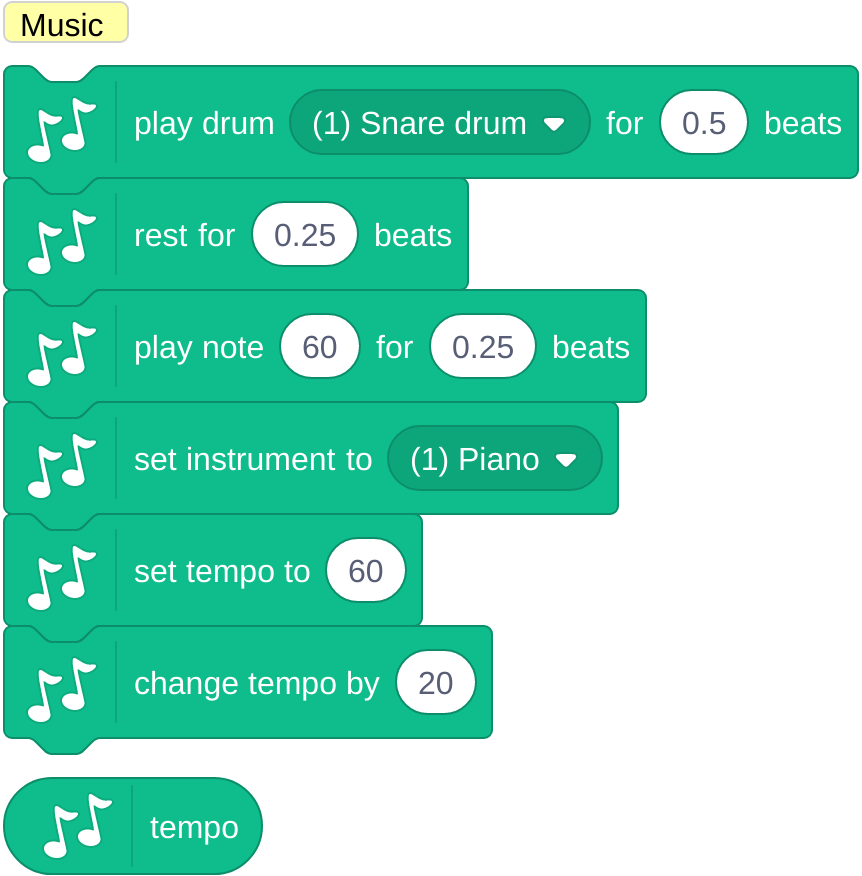 Music
play drum (1) Snare drum for 0.5 beats
rest for 0.25 beats
play note 60 for 0.25 beats
set instrument to (1) Piano
set tempo to 60
change tempo by 20
tempo